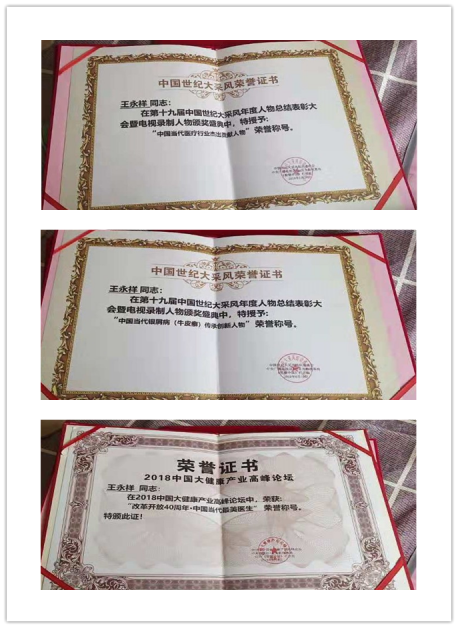 中国世纪大采风荣誉证书
王永祥 同志：
在第十九届中国世纪大采风年度人物总结表彰大
会暨电视录制人物颁奖盛典中，特授予：
“中国当代医疗行业杰出贡献人物”荣誉称号。
中国世纪大采风荣誉证书
王永祥 同志：
在第十九届中国世纪大采风年度人物总结表彰大
会暨电视录制人物颁奖盛典中，特授予：
“中国当代银屑病（牛皮癣）传承创新人物”荣誉称号。
荣誉证书
2018中国大健康产业高峰论坛
王永祥 同志：
在2018中国大健康产业高峰论坛中，荣获：
“改革开放40周年·中国当代最美医生”荣誉称号。
特颁此证！